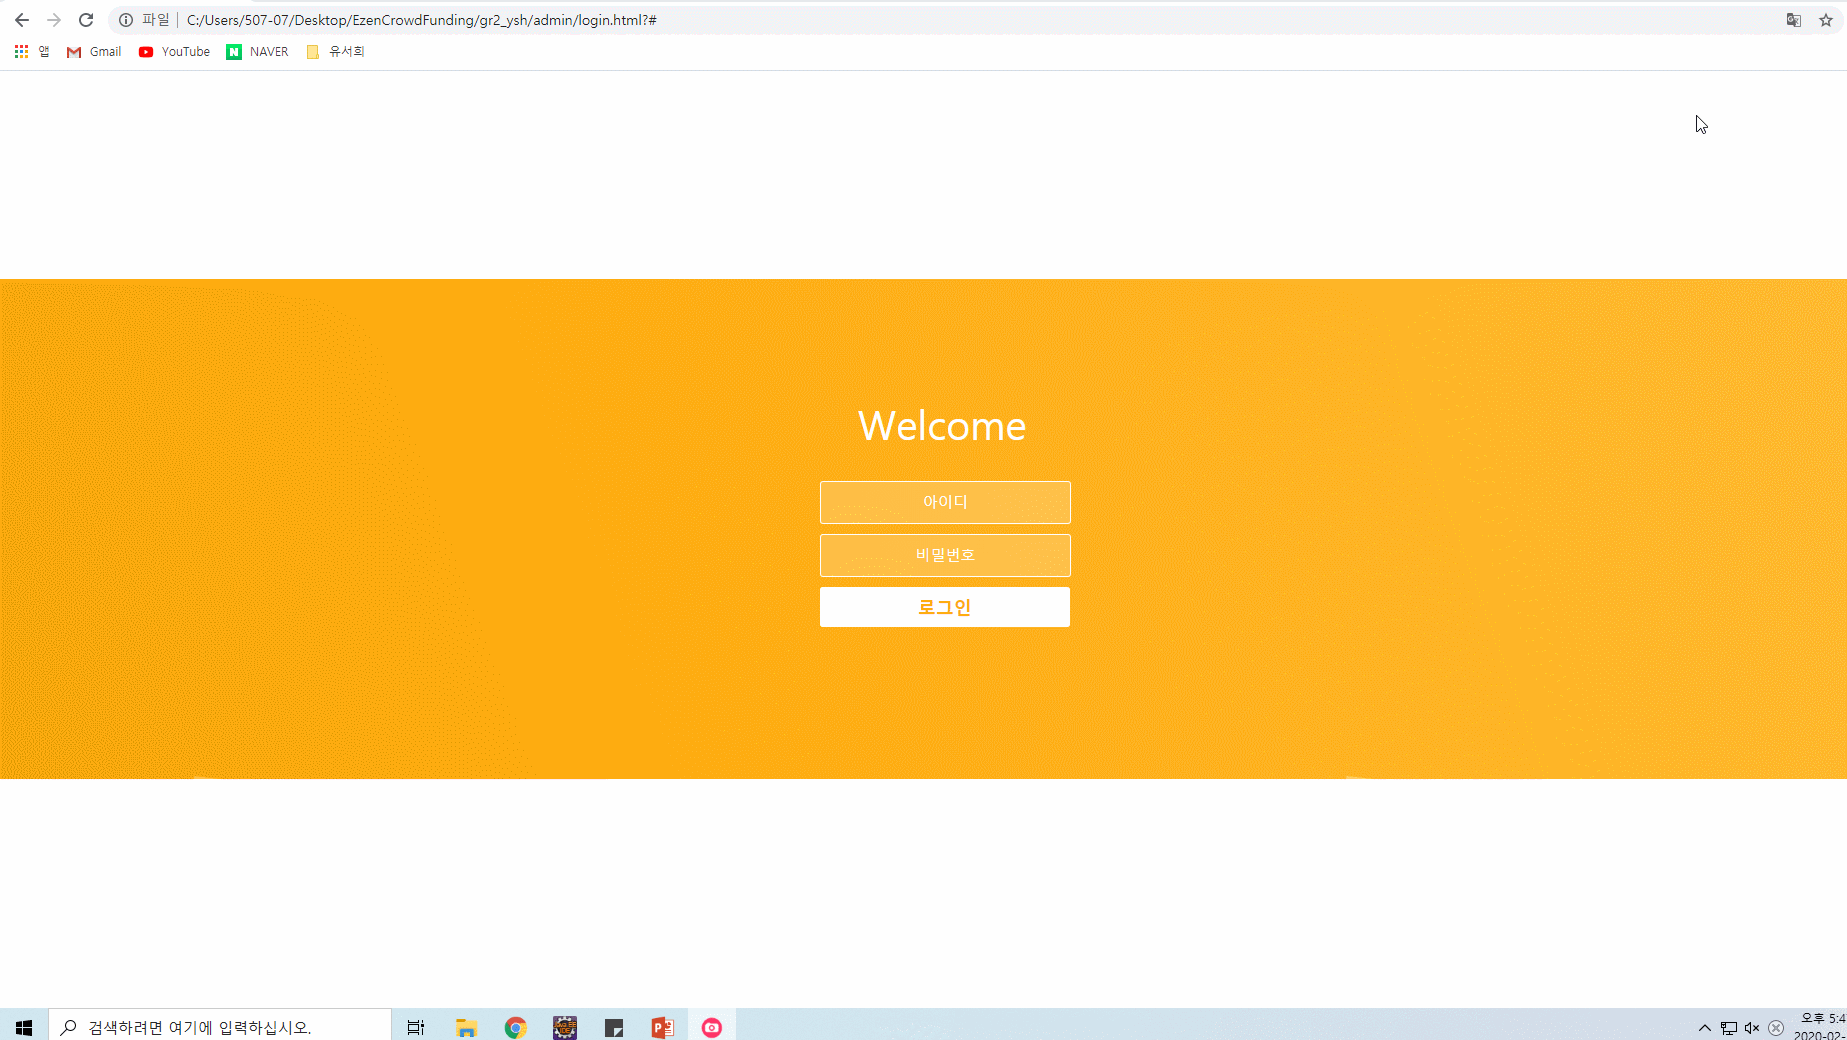 파일 C:/Users/507-07/Desktop/EzenCrowdFunding/gr2_ysh/admin/login.html?#
앱 Gmail YouTube NAVER 유서희
Welcome
아이디
비밀번호
로그인
검색하려면 여기에 입력하십시오.
오후 5:4
2020-02-